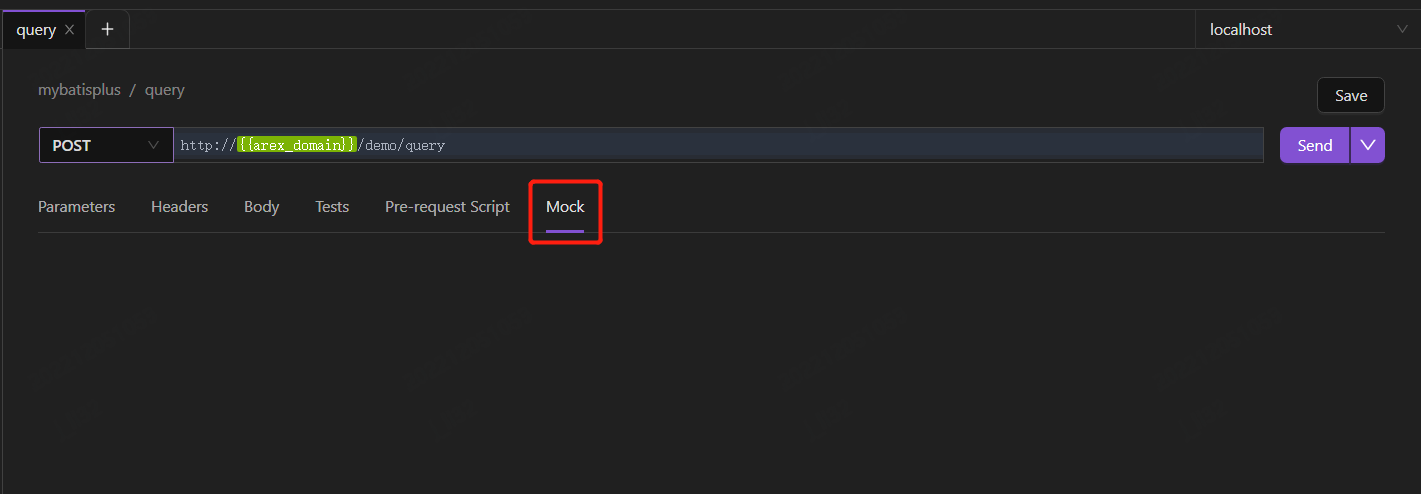 query
localhost
mybatisplus / query
Save
POST
http://{{arex_domain}}/demo/query
Send
Parameters Headers Body Tests Pre-request Script Mock